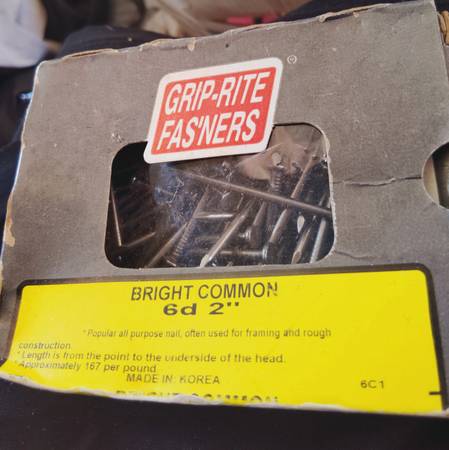 GRIP-RITE
FAS'NERS
®
BRIGHT COMMON
6d 2"
*Popular all purpose nail, often used for framing and rough
construction.
*Length is from the point to the underside of the head.
*Approximately 167 per pound
MADE IN: KOREA
6C1
BRIGHT COMMON